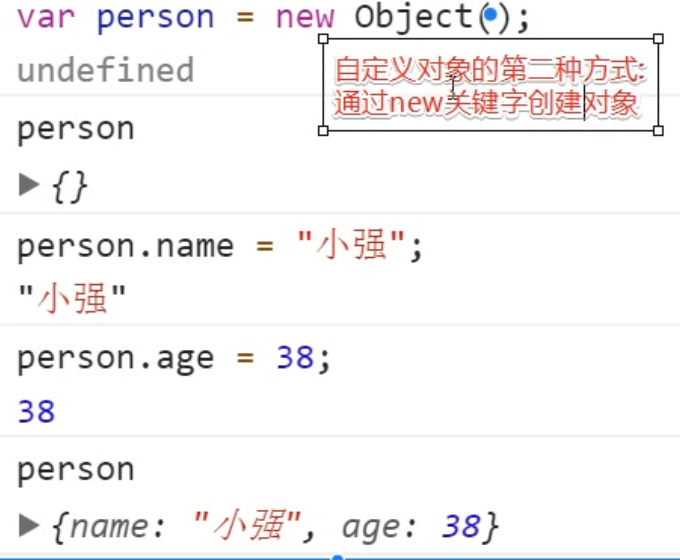 var person = new Object();
undefined
自定义对象的第二种方式:
通过new关键字创建对象
person
▶ {}
person.name = "小强";
"小强"
person.age = 38;
38
person
▶ {name: "小强", age: 38}